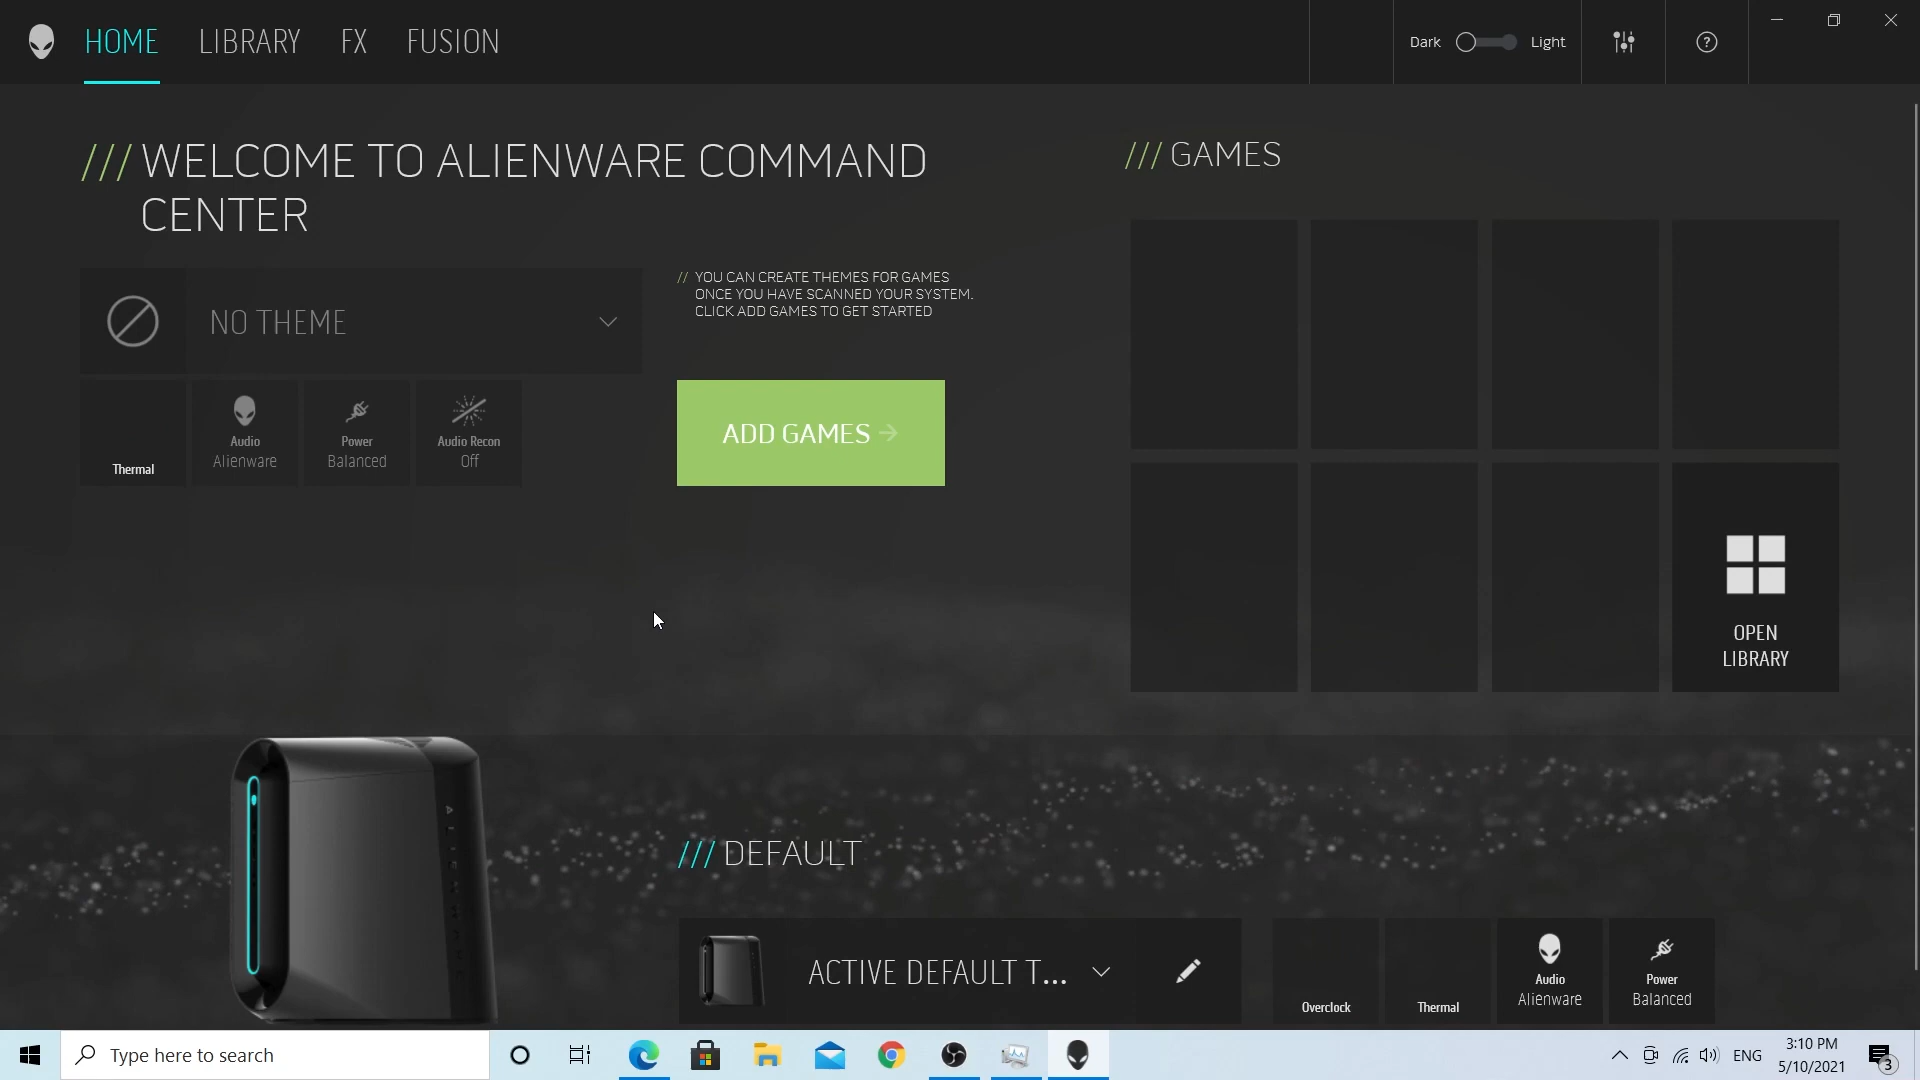 HOME LIBRARY FX FUSION
Dark Light
/// WELCOME TO ALIENWARE COMMAND
CENTER
NO THEME
Thermal
Audio
Alienware
Power
Balanced
Audio Recon
Off
// YOU CAN CREATE THEMES FOR GAMES
ONCE YOU HAVE SCANNED YOUR SYSTEM.
CLICK ADD GAMES TO GET STARTED
ADD GAMES
/// GAMES
OPEN
LIBRARY
/// DEFAULT
ACTIVE DEFAULT T...
Overclock
Thermal
Audio
Alienware
Power
Balanced
Type here to search
ENG
3:10 PM
5/10/2021
3